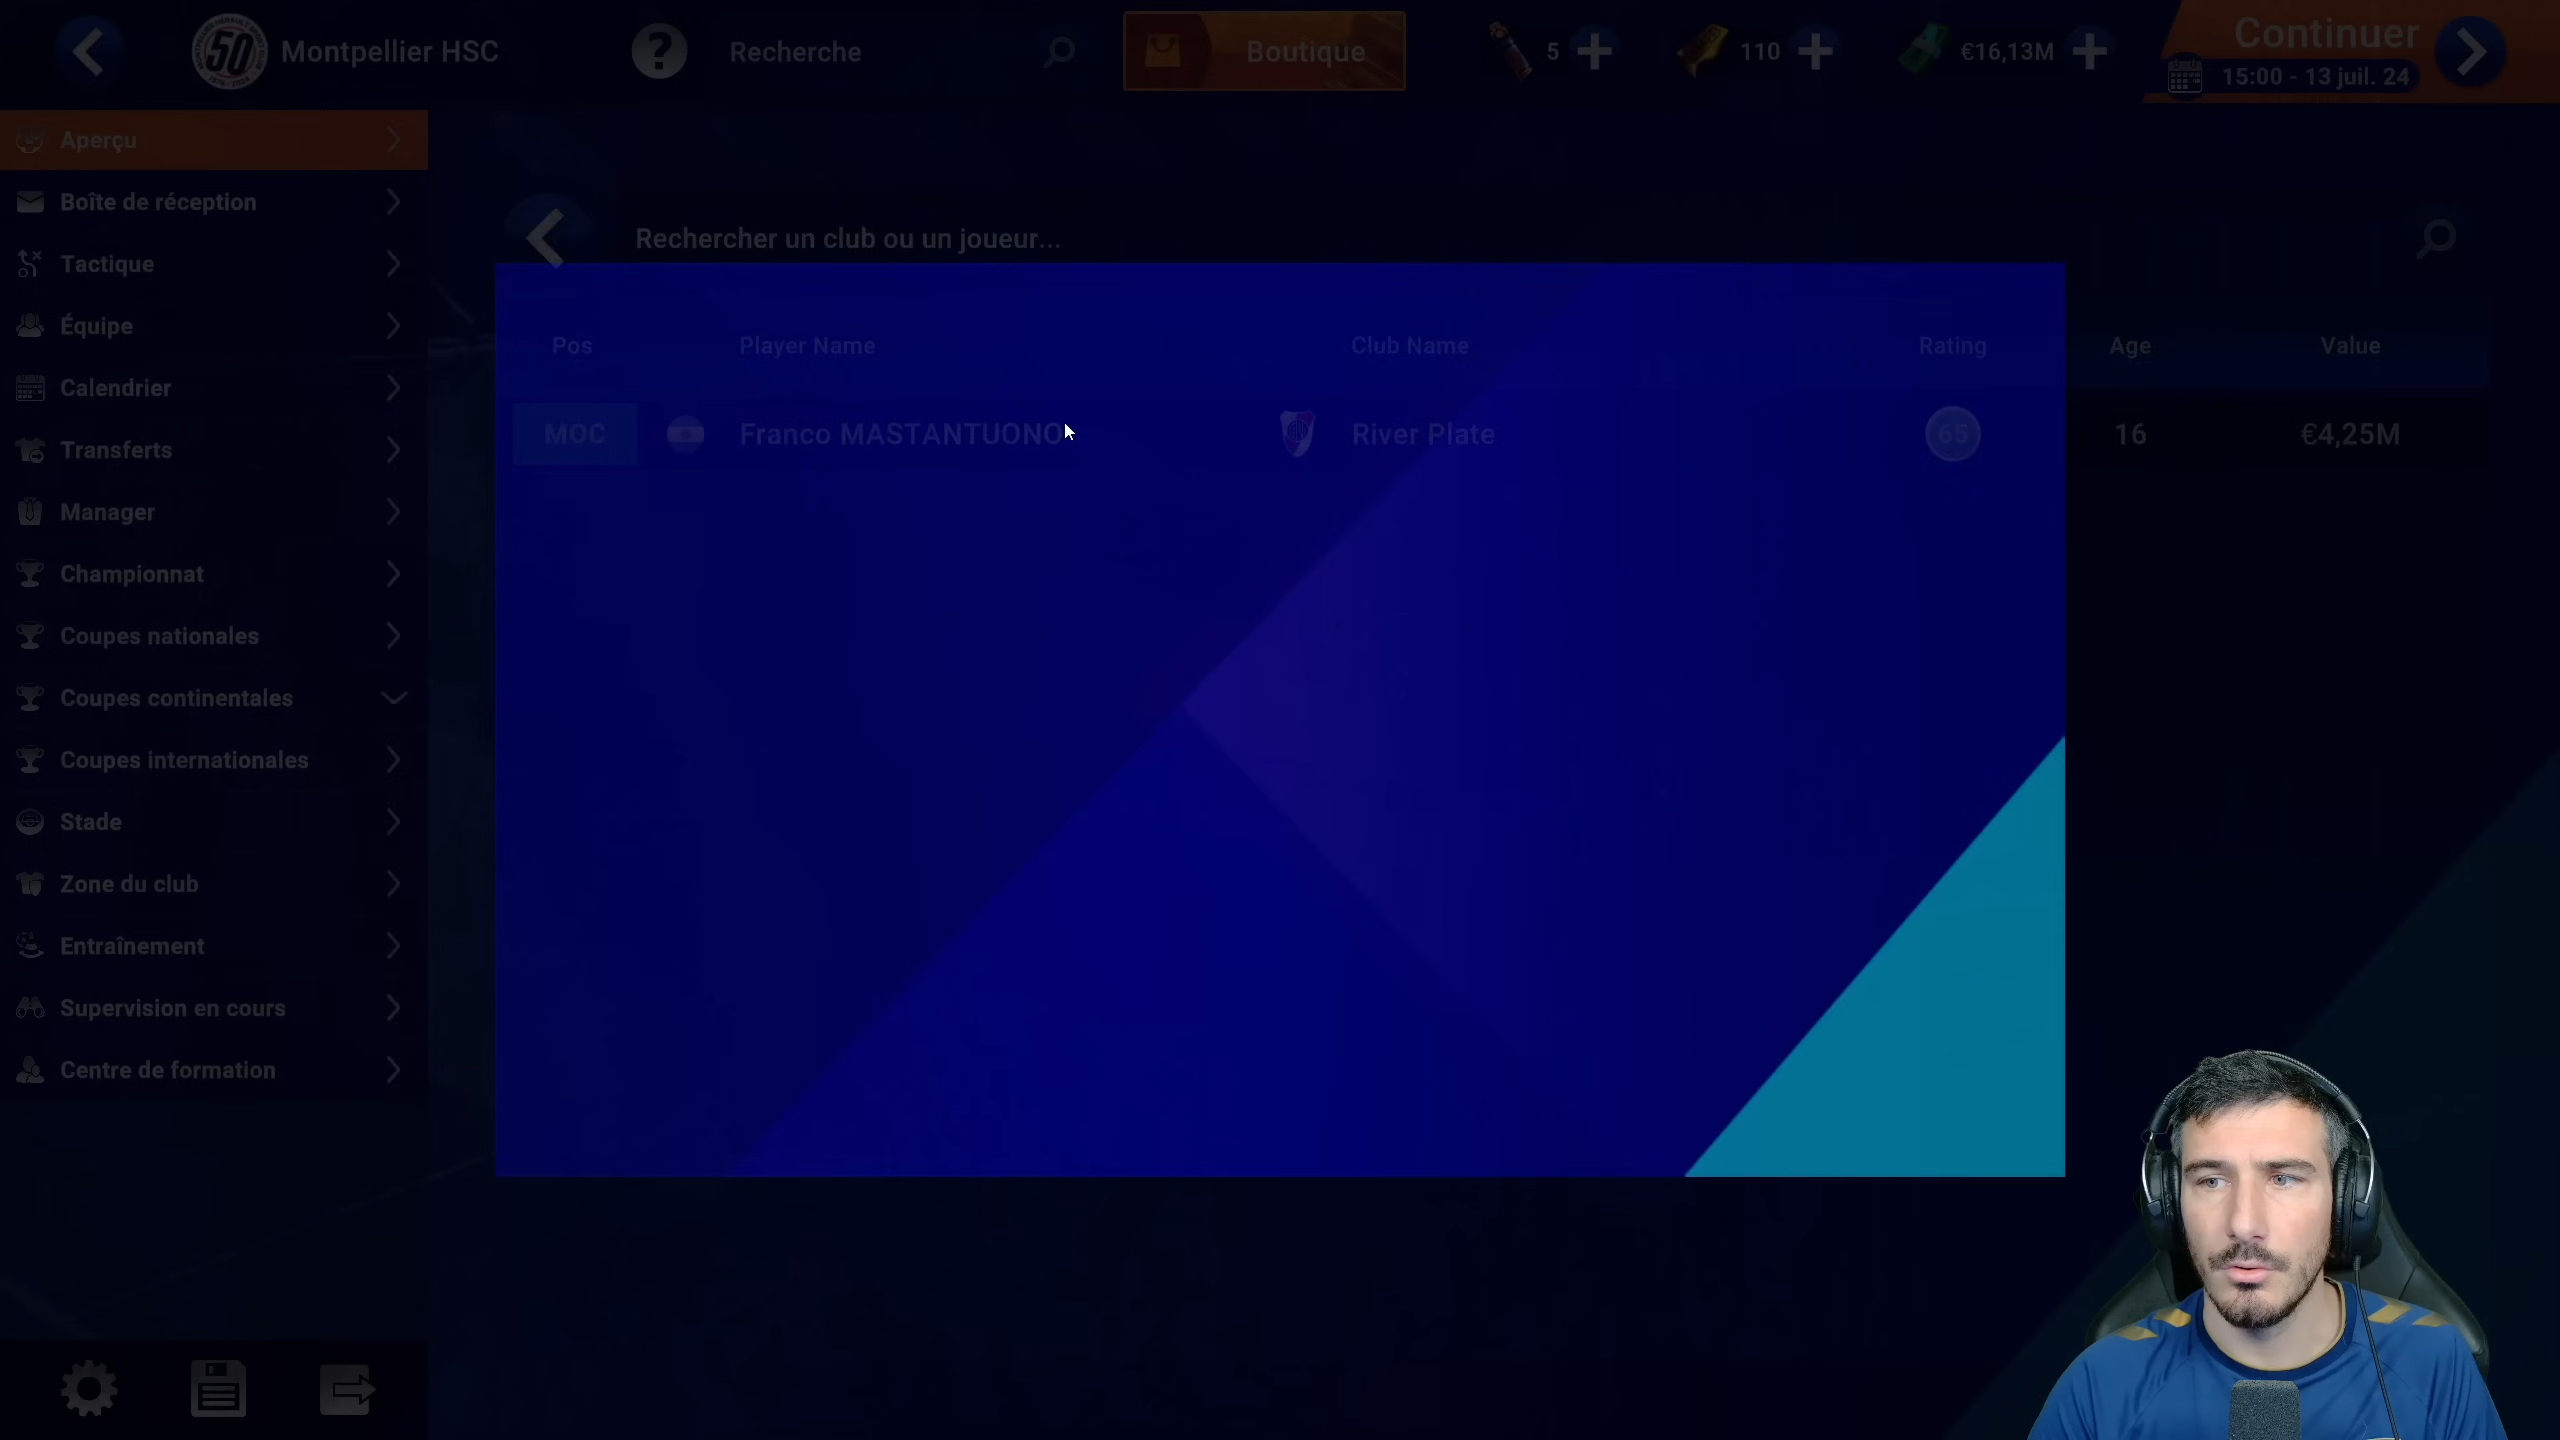 Montpellier HSC
?
Recherche
Boutique
5
110
€16,13M
Continuer
15:00 - 13 juil. 24
50
Aperçu
Boîte de réception
Tactique
Équipe
Calendrier
Transferts
Manager
Championnat
Coupes nationales
Coupes continentales
Coupes internationales
Stade
Zone du club
Entraînement
Supervision en cours
Centre de formation
Rechercher un club ou un joueur...
Pos Player Name Club Name Rating Age Value
MOC Franco MASTANTUONO River Plate 65 16 €4,25M